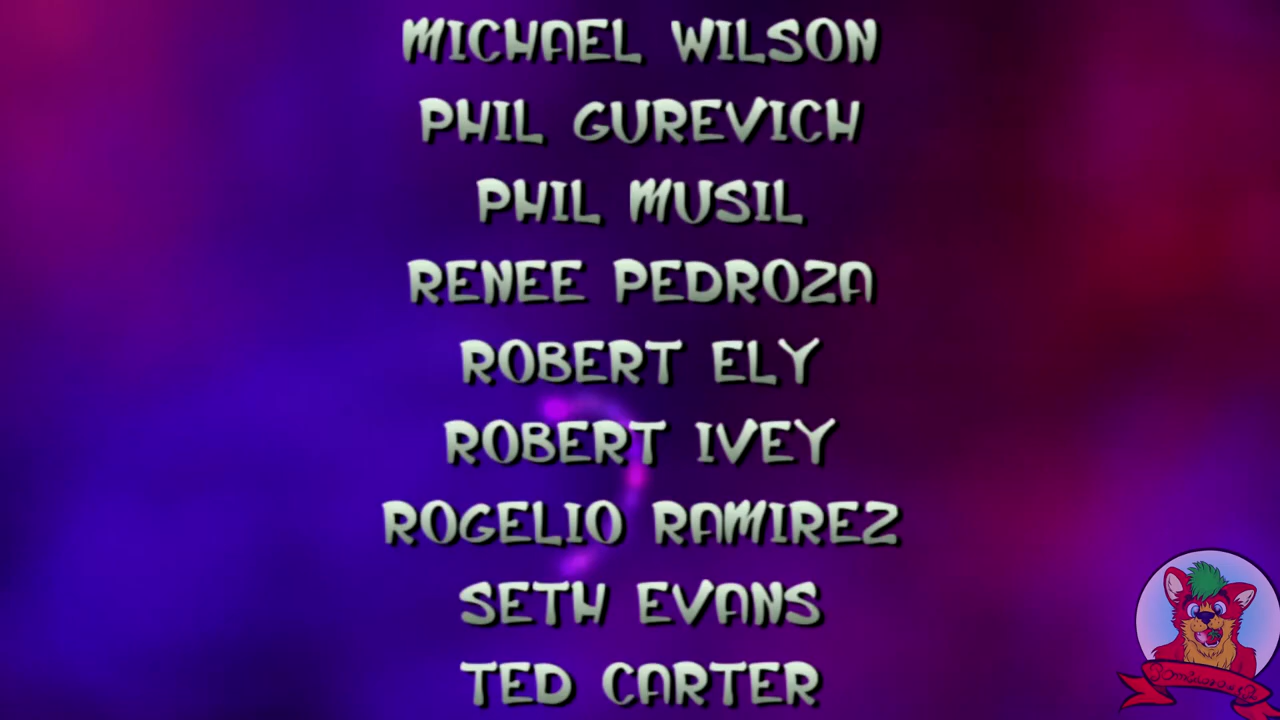 MICHAEL WILSON
PHIL GUREVICH
PHIL MUSIL
RENEE PEDROZA
ROBERT ELY
ROBERT IVEY
ROGELIO RAMIREZ
SETH EVANS
TED CARTER